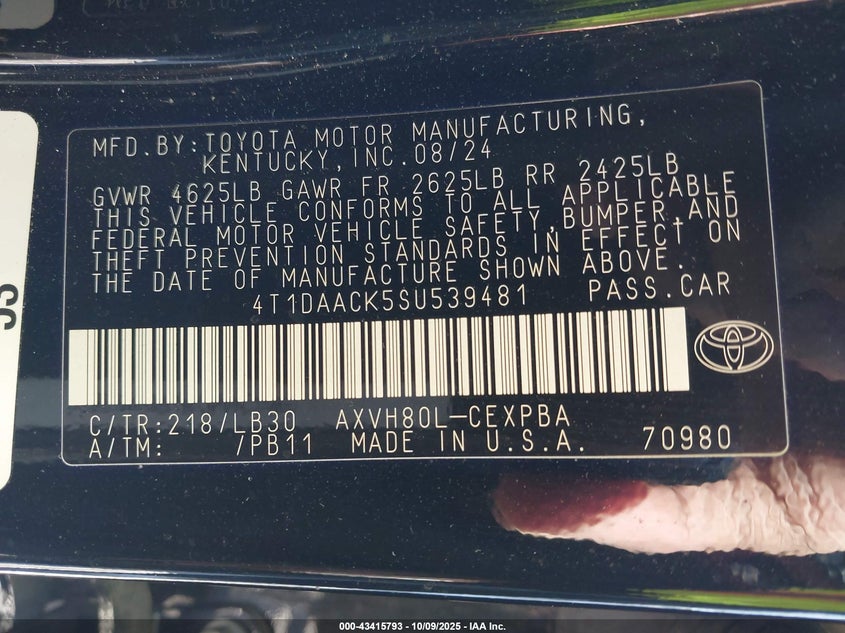 MFD.BY:TOYOTA MOTOR MANUFACTURING,
KENTUCKY,INC.08/24
GVWR 4625LB GAWR FR 2625LB RR 2425LB
THIS VEHICLE CONFORMS TO ALL APPLICABLE
FEDERAL MOTOR VEHICLE SAFETY,BUMPER,AND
THEFT PREVENTION STANDARDS IN EFFECT ON
THE DATE OF MANUFACTURE SHOWN ABOVE.
4T1DAACK5SU539481 PASS.CAR
C/TR:218/LB30 AXVH80L-CEXPBA
A/TM: /PB11 MADE IN U.S.A. 70980
000-43415793 - 10/09/2025 - IAA Inc.